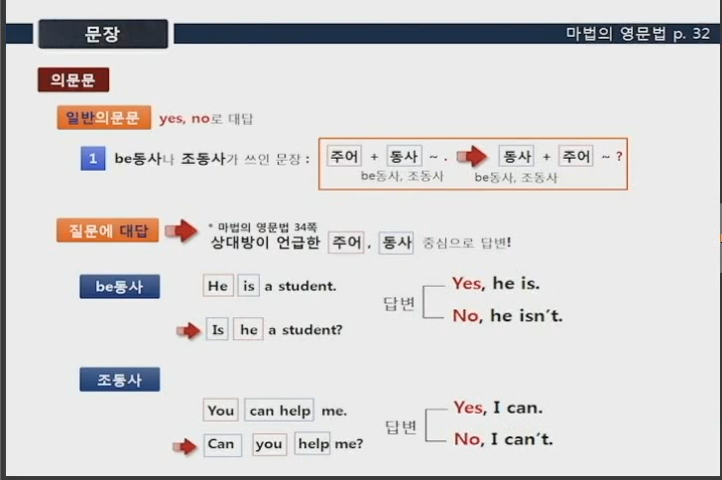 문장
마법의 영문법 p. 32
의문문
일반의문문 yes, no로 대답
1 be동사나 조동사가 쓰인 문장 : 주어 + 동사 ~ . 동사 + 주어 ~ ?
be동사, 조동사 be동사, 조동사
질문에 대답
* 마법의 영문법 34쪽
상대방이 언급한 주어, 동사 중심으로 답변!
be동사
He is a student.
Is he a student?
답변
Yes, he is.
No, he isn't.
조동사
You can help me.
Can you help me?
답변
Yes, I can.
No, I can't.